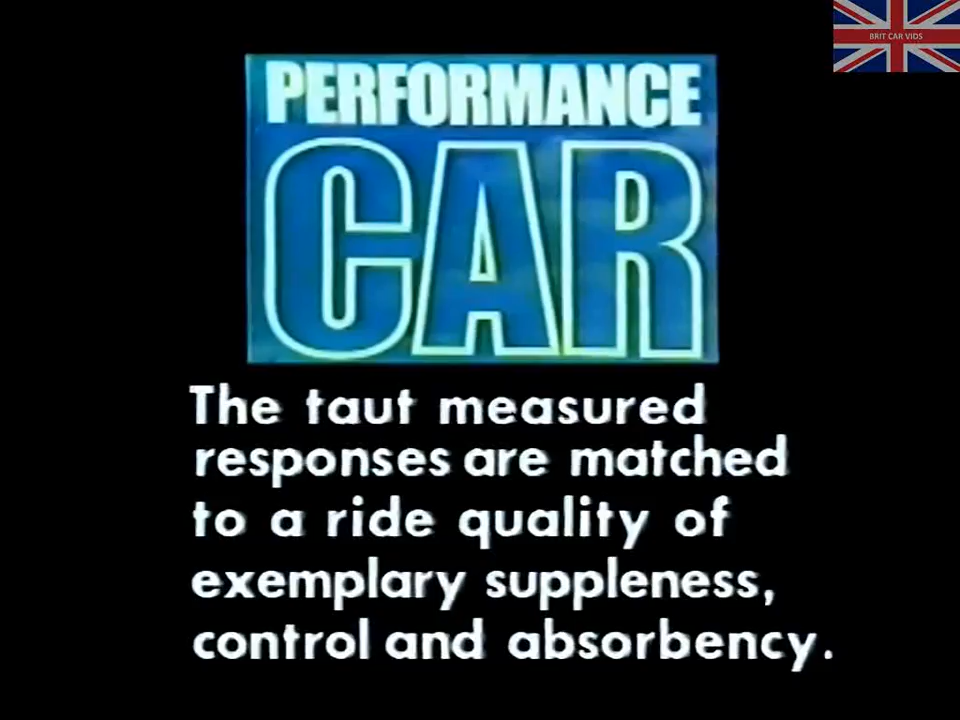 BRIT CAR VIDS
PERFORMANCE
CAR
The taut measured
responses are matched
to a ride quality of
exemplary suppleness,
control and absorbency.